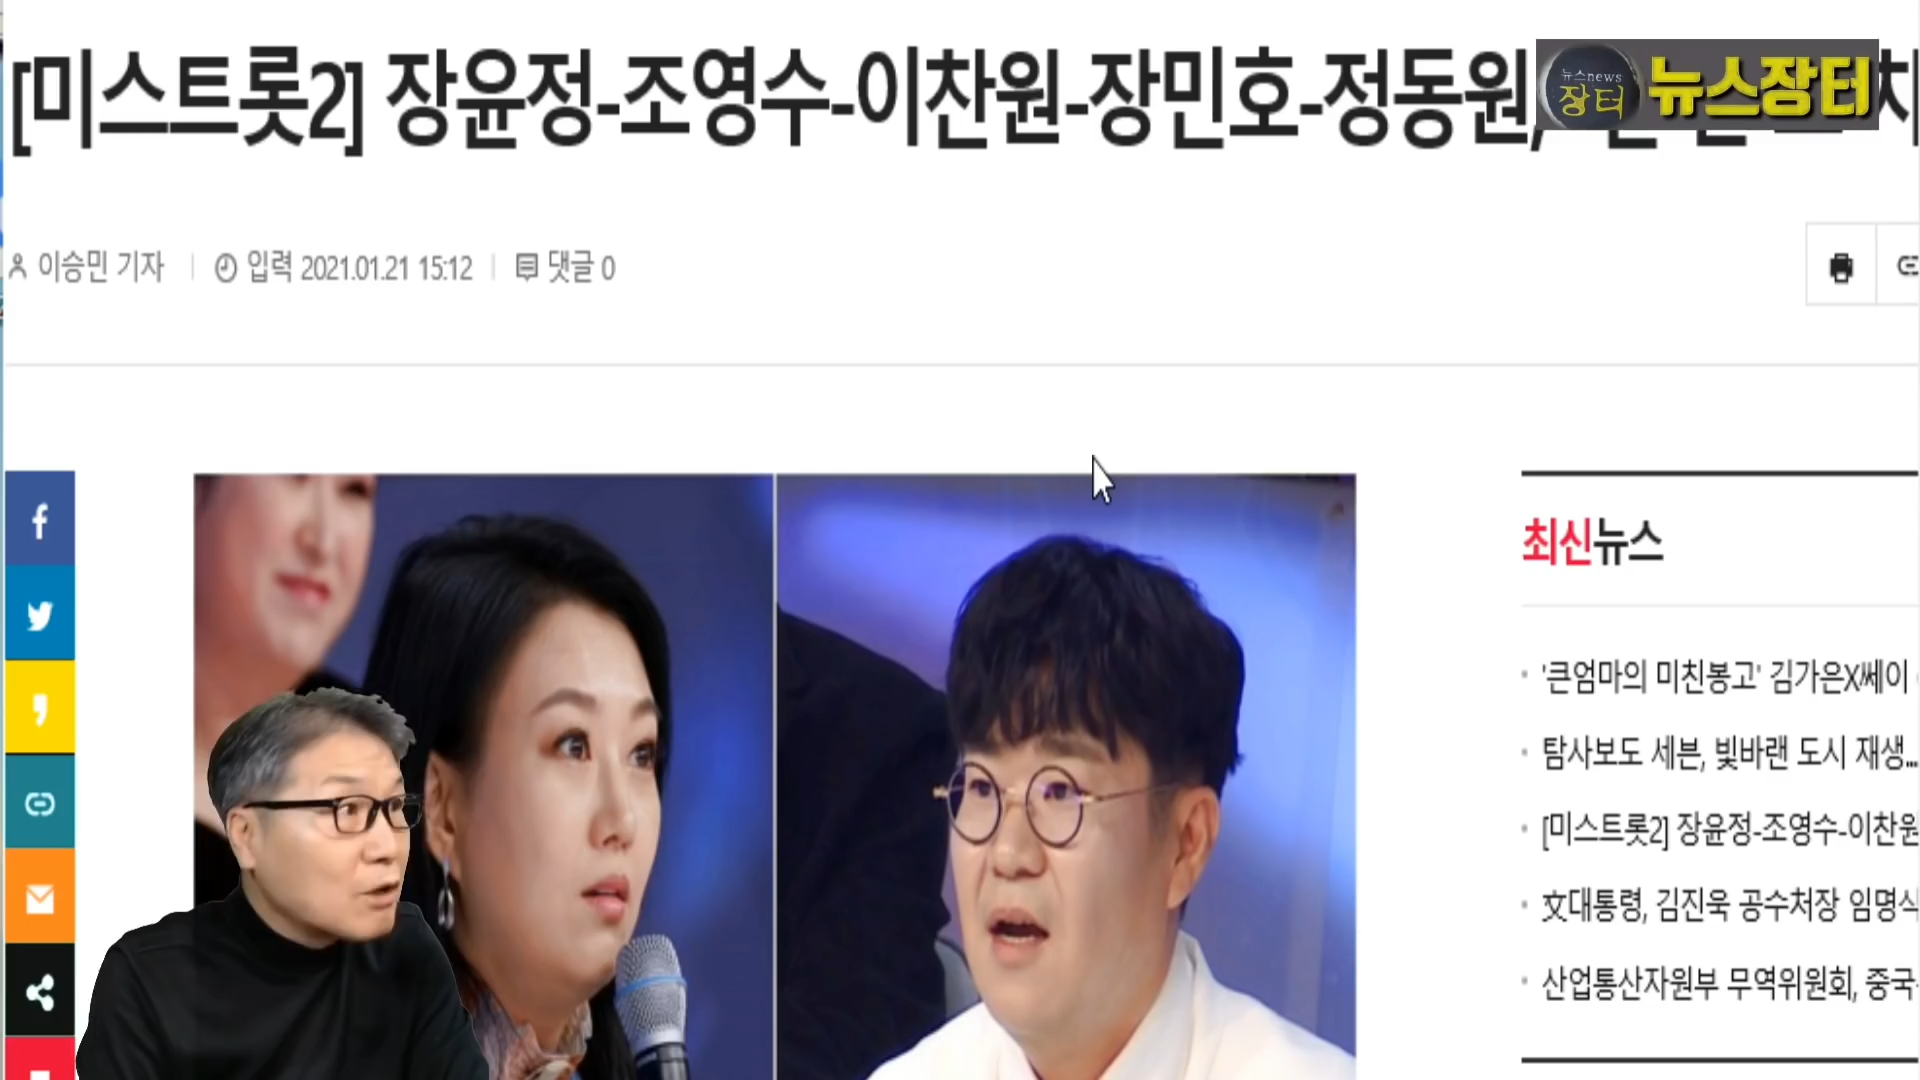 [미스트롯2] 장윤정-조영수-이찬원-장민호-정동원,
뉴스news
장터
뉴스장터
이승민 기자
입력 2021.01.21 15:12
댓글 0
최신뉴스
'큰엄마의 미친봉고' 김가은X쎄이
탐사보도 세븐, 빛바랜 도시 재생...
[미스트롯2] 장윤정-조영수-이찬원
文대통령, 김진욱 공수처장 임명식
산업통산자원부 무역위원회, 중국